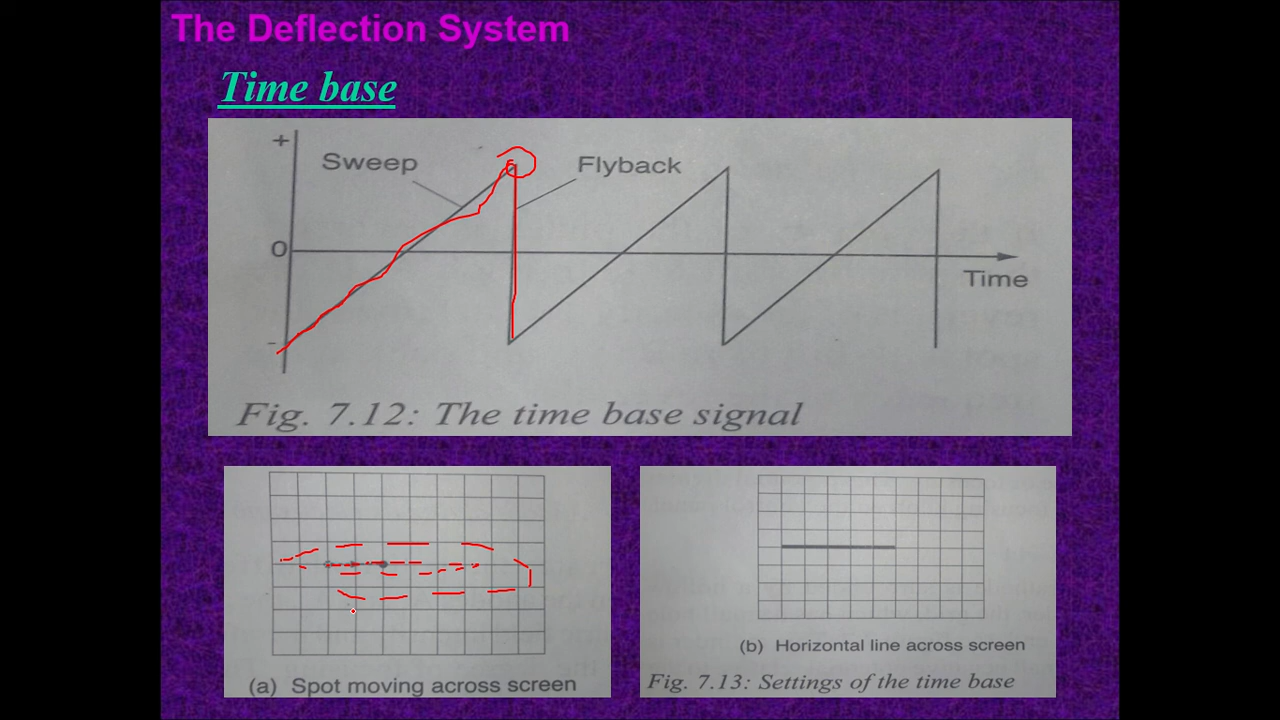 The Deflection System
Time base
+
Sweep
Flyback
0
Time
-
Fig. 7.12: The time base signal
(a) Spot moving across screen
(b) Horizontal line across screen
Fig. 7.13: Settings of the time base